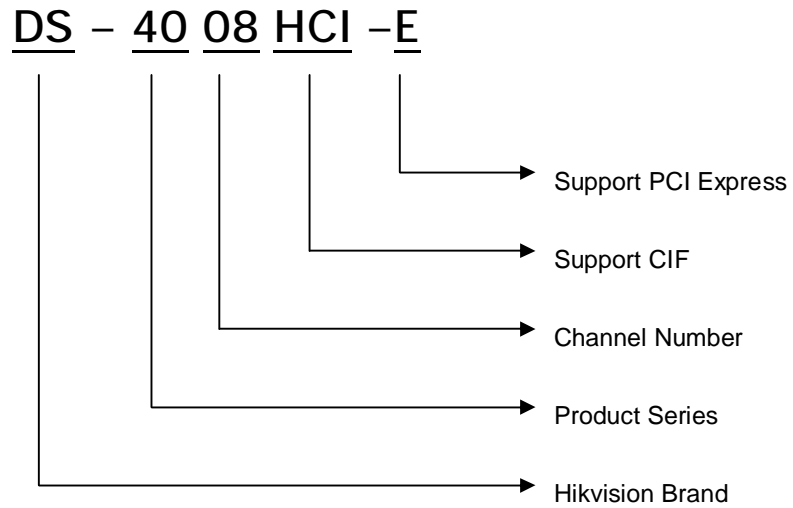 DS – 40 08 HCI –E
Support PCI Express
Support CIF
Channel Number
Product Series
Hikvision Brand